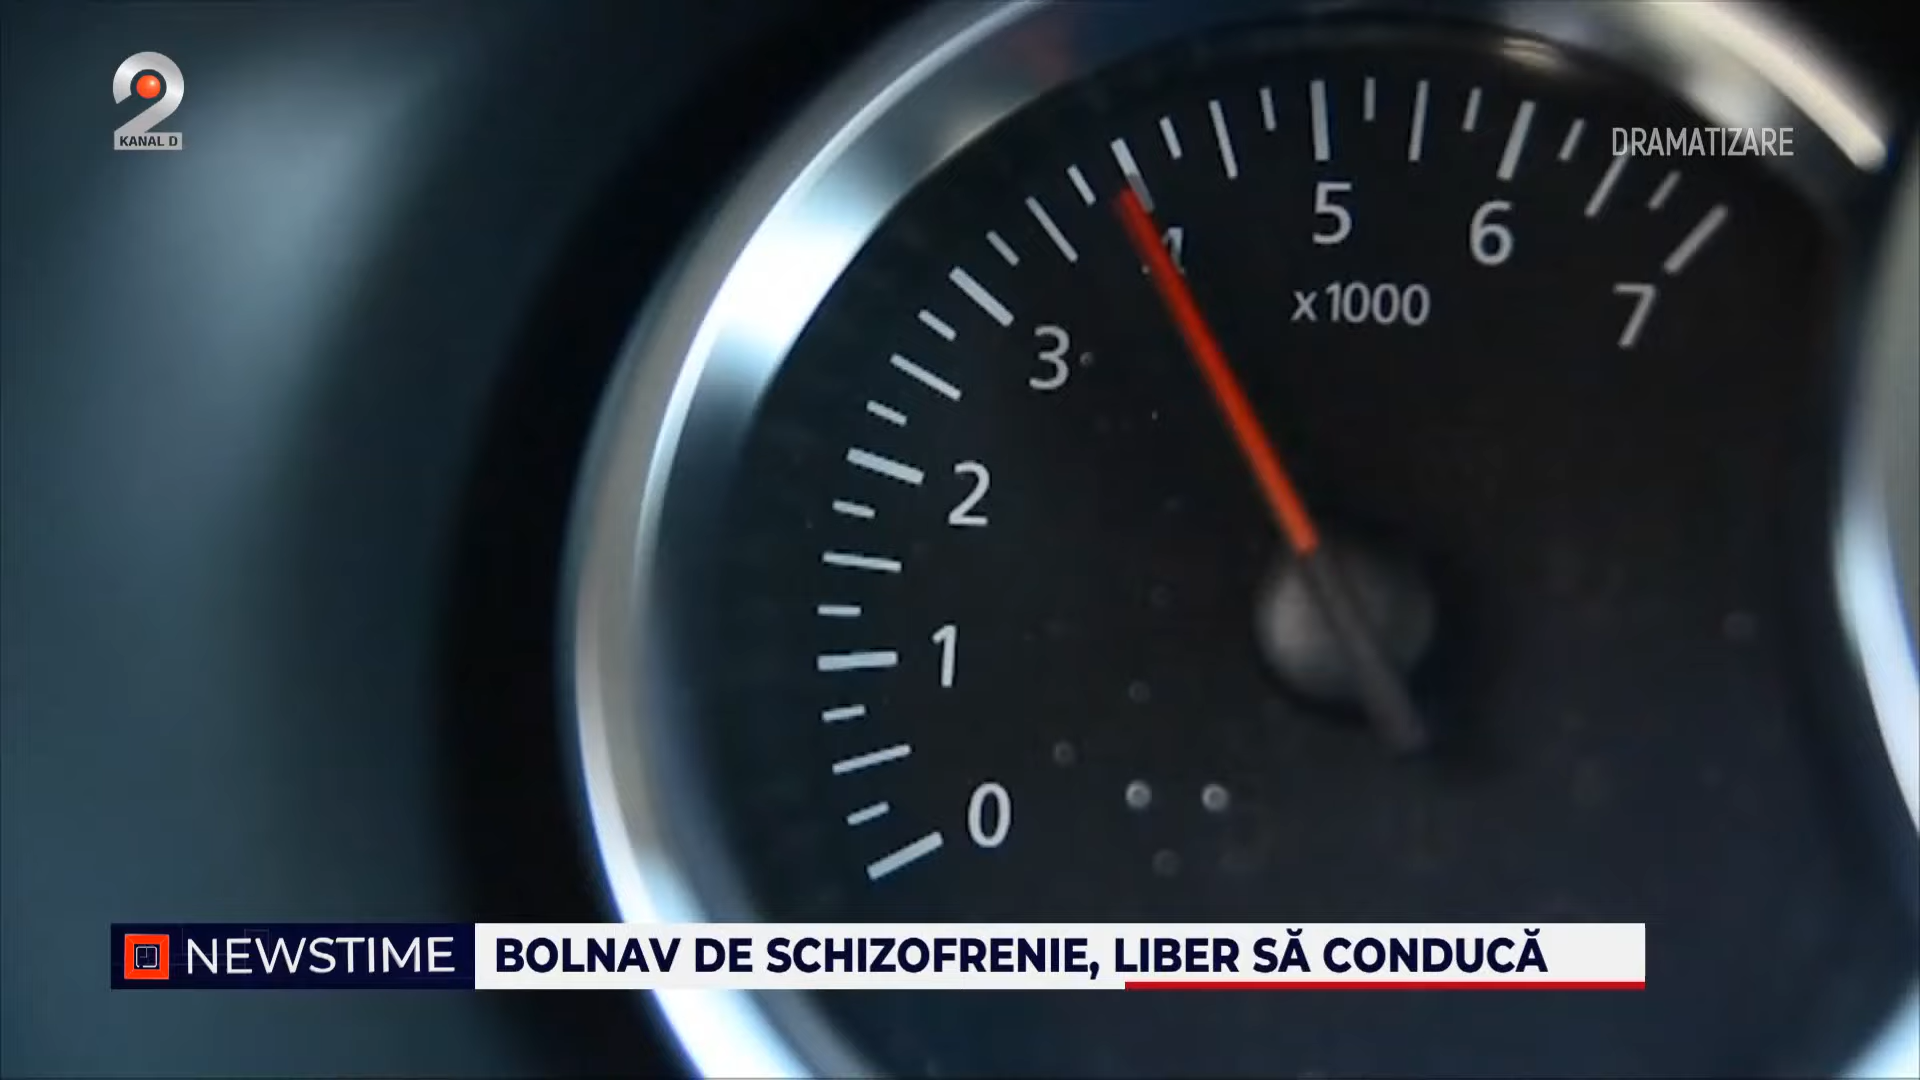 2
KANAL D
DRAMATIZARE
4
5
6
7
x1000
3
2
1
0
NEWSTIME
BOLNAV DE SCHIZOFRENIE, LIBER SĂ CONDUCĂ